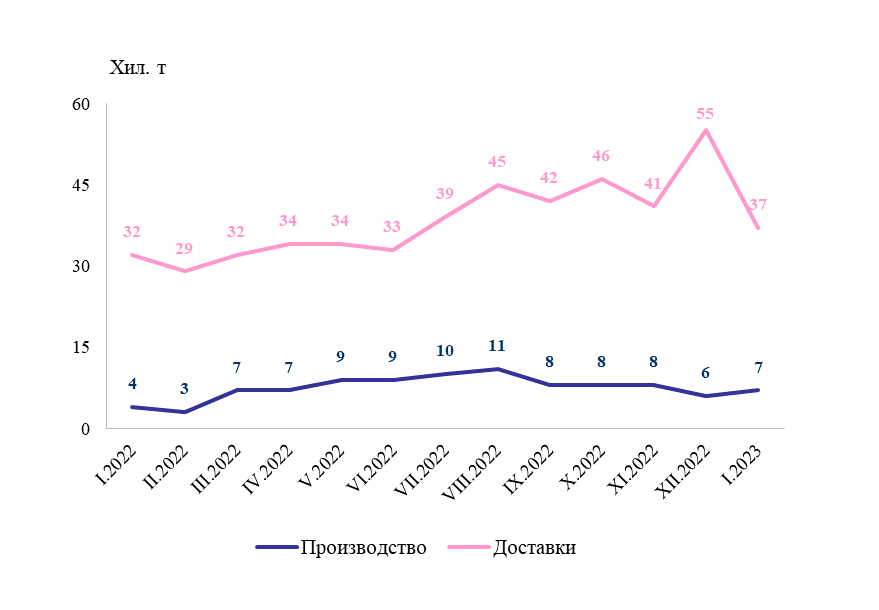 Хил. т
60
45
30
15
0
32 29 32 34 34 33 39 45 42 46 41 55 37
4 3 7 7 9 9 10 11 8 8 8 6 7
I.2022 II.2022 III.2022 IV.2022 V.2022 VI.2022 VII.2022 VIII.2022 IX.2022 X.2022 XI.2022 XII.2022 I.2023
Производство Доставки